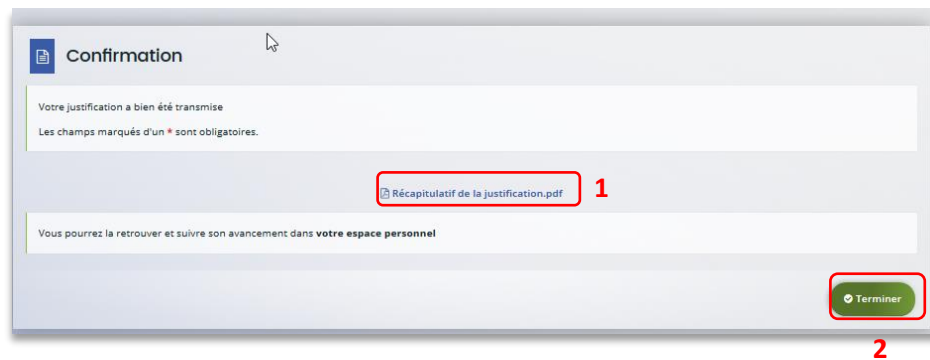 Confirmation
Votre justification a bien été transmise
Les champs marqués d'un * sont obligatoires.
Récapitulatif de la justification.pdf
1
Vous pourrez la retrouver et suivre son avancement dans votre espace personnel
Terminer
2